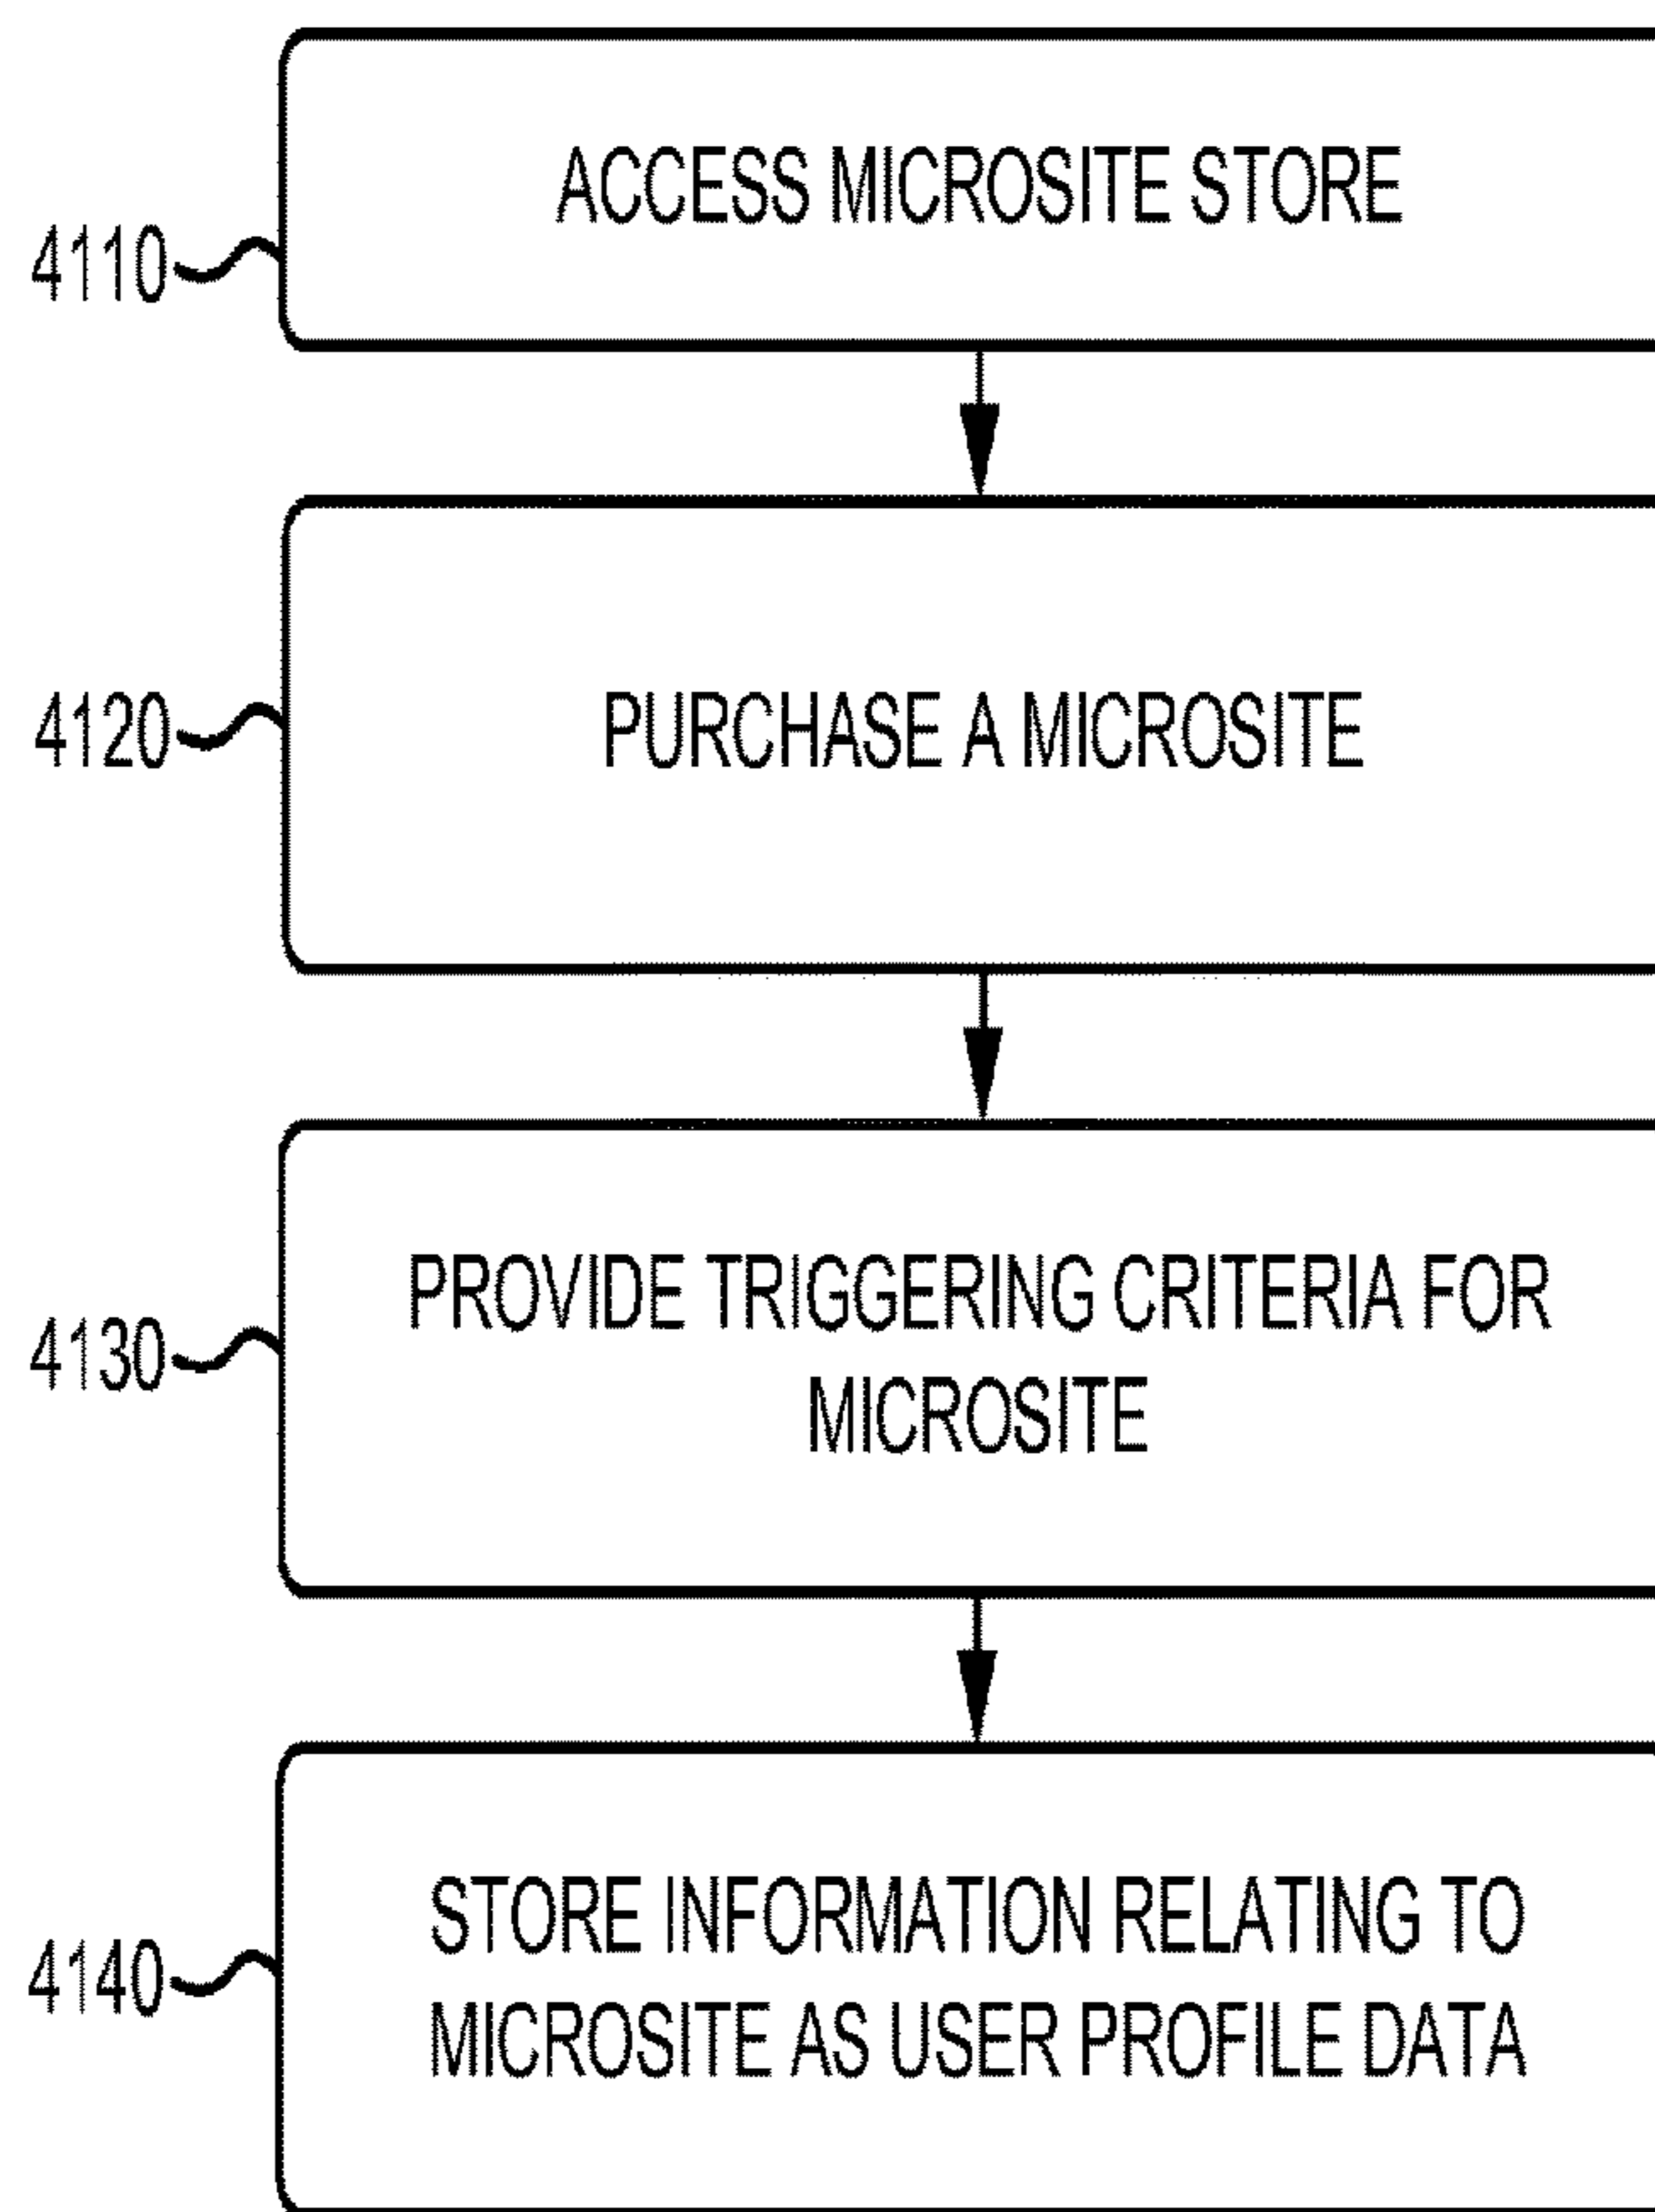 ACCESS MICROSITE STORE
4110
PURCHASE A MICROSITE
4120
PROVIDE TRIGGERING CRITERIA FOR
MICROSITE
4130
STORE INFORMATION RELATING TO
MICROSITE AS USER PROFILE DATA
4140